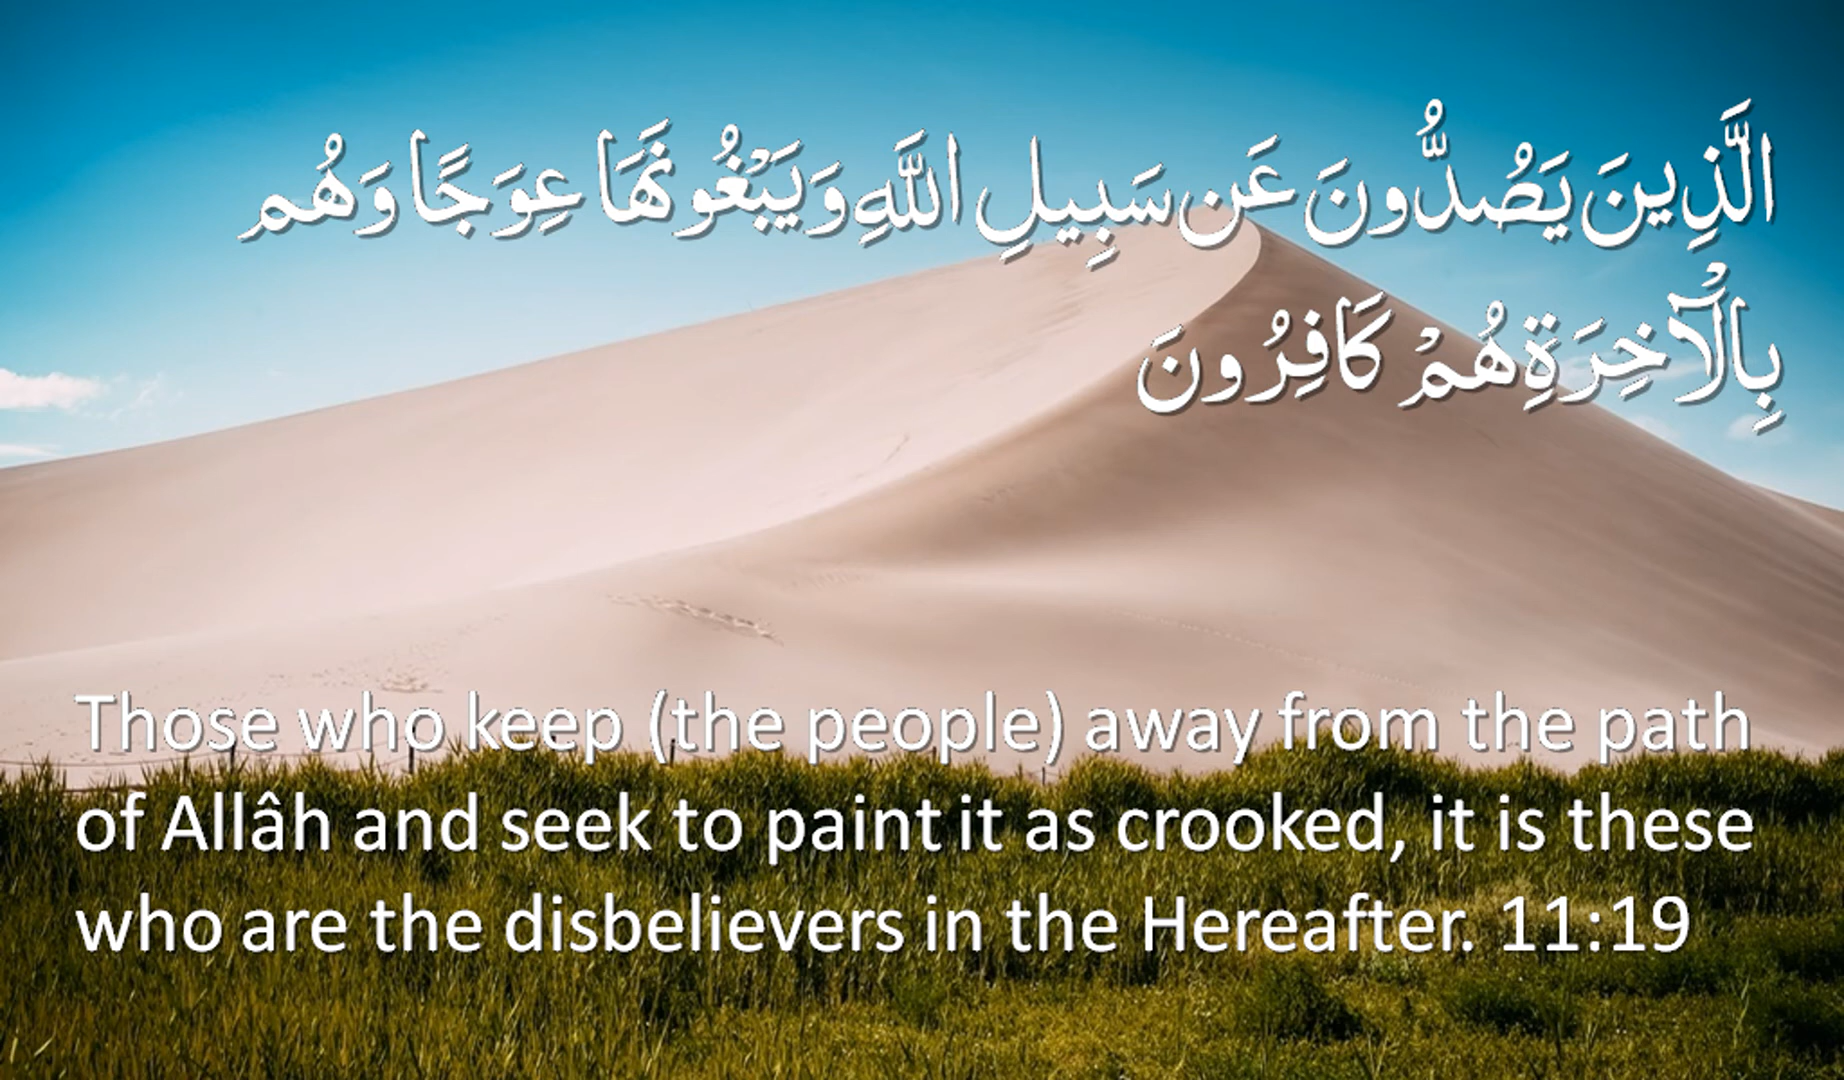 الَّذِينَ يَصُدُّونَ عَن سَبِيلِ اللَّهِ وَيَبْغُونَهَا عِوَجًا وَهُم
بِالْآخِرَةِ هُمْ كَافِرُونَ
Those who keep (the people) away from the path
of Allâh and seek to paint it as crooked, it is these
who are the disbelievers in the Hereafter. 11:19